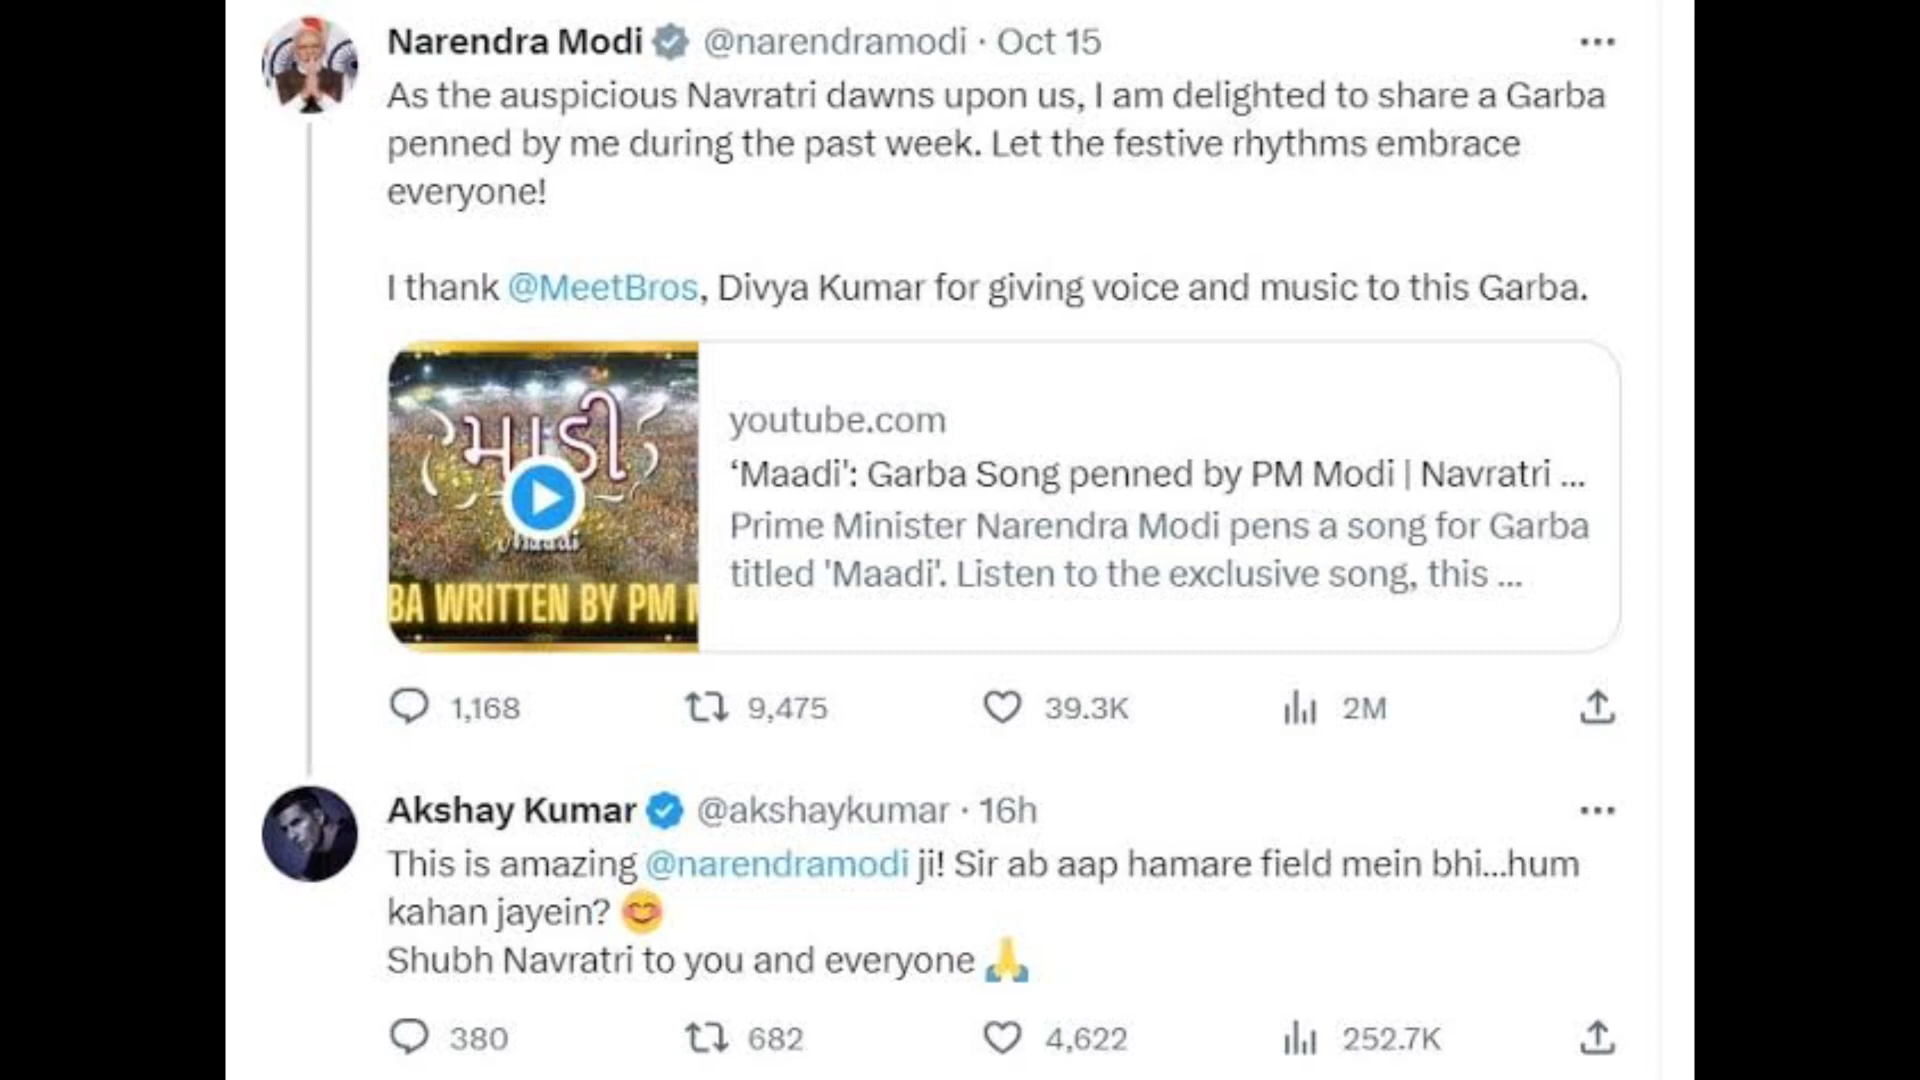 Narendra Modi @narendramodi · Oct 15
As the auspicious Navratri dawns upon us, I am delighted to share a Garba
penned by me during the past week. Let the festive rhythms embrace
everyone!
I thank @MeetBros, Divya Kumar for giving voice and music to this Garba.
માડી
Maadi
BA WRITTEN BY PM M
youtube.com
‘Maadi': Garba Song penned by PM Modi | Navratri ...
Prime Minister Narendra Modi pens a song for Garba
titled 'Maadi'. Listen to the exclusive song, this ...
1,168 9,475 39.3K 2M
Akshay Kumar @akshaykumar · 16h
This is amazing @narendramodi ji! Sir ab aap hamare field mein bhi...hum
kahan jayein? 😊
Shubh Navratri to you and everyone 🙏
380 682 4,622 252.7K